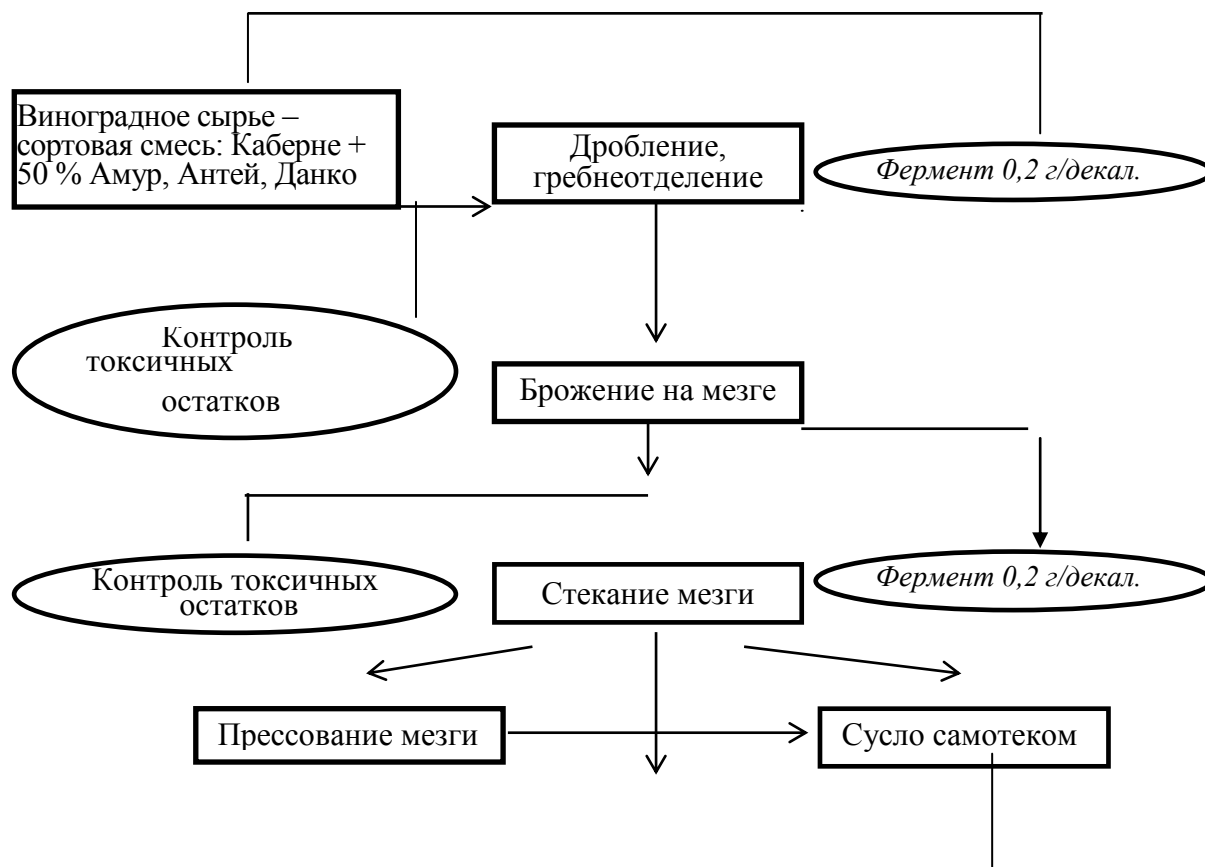 Виноградное сырье –
сортовая смесь: Каберне +
50 % Амур, Антей, Данко
Дробление,
гребнеотделение
Фермент 0,2 г/декал.
Контроль
токсичных
остатков
Брожение на мезге
Контроль токсичных
остатков
Стекание мезги
Фермент 0,2 г/декал.
Прессование мезги
Сусло самотеком